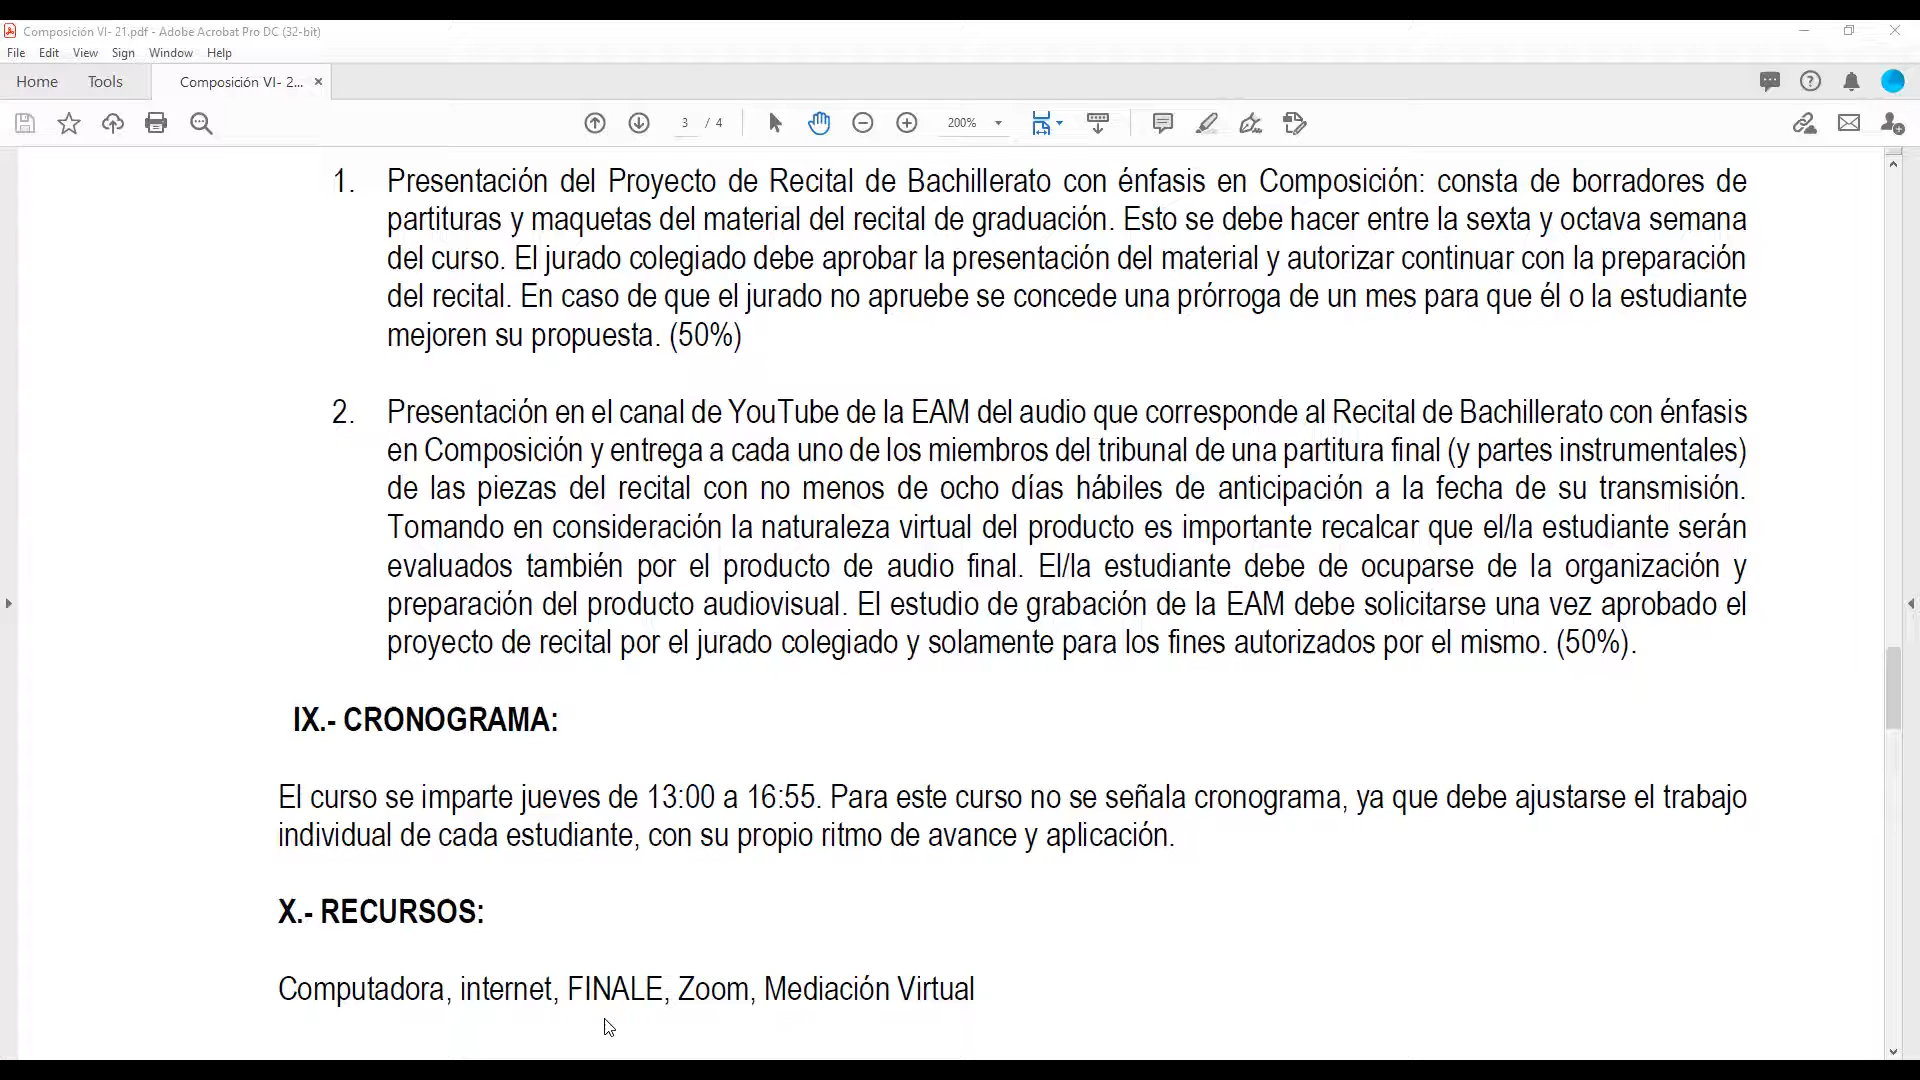 Composición VI- 21.pdf - Adobe Acrobat Pro DC (32-bit)
File Edit View Sign Window Help
Home Tools Composición VI- 2... ×
3 / 4 200%
1. Presentación del Proyecto de Recital de Bachillerato con énfasis en Composición: consta de borradores de
partituras y maquetas del material del recital de graduación. Esto se debe hacer entre la sexta y octava semana
del curso. El jurado colegiado debe aprobar la presentación del material y autorizar continuar con la preparación
del recital. En caso de que el jurado no apruebe se concede una prórroga de un mes para que él o la estudiante
mejoren su propuesta. (50%)
2. Presentación en el canal de YouTube de la EAM del audio que corresponde al Recital de Bachillerato con énfasis
en Composición y entrega a cada uno de los miembros del tribunal de una partitura final (y partes instrumentales)
de las piezas del recital con no menos de ocho días hábiles de anticipación a la fecha de su transmisión.
Tomando en consideración la naturaleza virtual del producto es importante recalcar que el/la estudiante serán
evaluados también por el producto de audio final. El/la estudiante debe de ocuparse de la organización y
preparación del producto audiovisual. El estudio de grabación de la EAM debe solicitarse una vez aprobado el
proyecto de recital por el jurado colegiado y solamente para los fines autorizados por el mismo. (50%).
IX.- CRONOGRAMA:
El curso se imparte jueves de 13:00 a 16:55. Para este curso no se señala cronograma, ya que debe ajustarse el trabajo
individual de cada estudiante, con su propio ritmo de avance y aplicación.
X.- RECURSOS:
Computadora, internet, FINALE, Zoom, Mediación Virtual